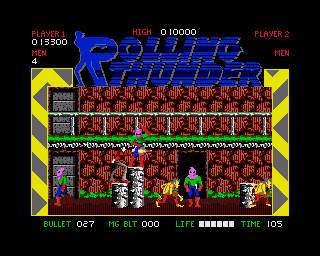 PLAYER 1 HIGH 010000 PLAYER 2
013300
MEN MEN
4
ROLLING
THUNDER
BULLET 027 MG BLT 000 LIFE TIME 105